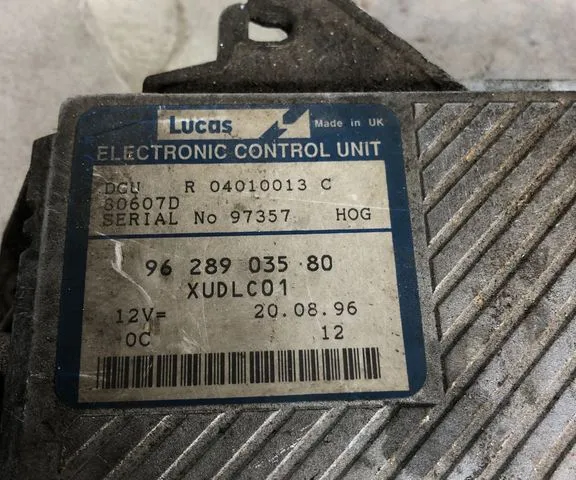 Lucas Made in UK
ELECTRONIC CONTROL UNIT
DCU R 04010013 C
80607D
SERIAL No 97357 HOG
96 289 035 80
XUDLC01
12V= 20.08.96
OC 12